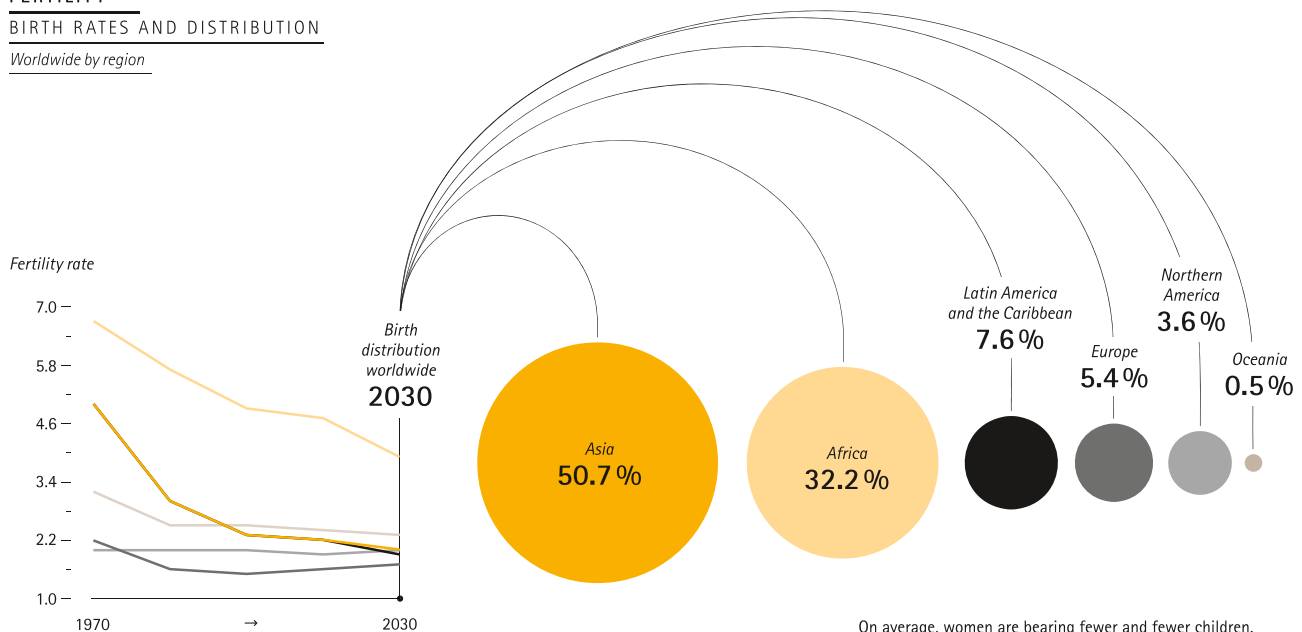 FERTILITY
BIRTH RATES AND DISTRIBUTION
Worldwide by region
Fertility rate
7.0
5.8
4.6
3.4
2.2
1.0
1970
→
2030
Birth
distribution
worldwide
2030
Asia
50.7 %
Africa
32.2 %
Latin America
and the Caribbean
7.6 %
Europe
5.4 %
Northern
America
3.6 %
Oceania
0.5 %
On average, women are bearing fewer and fewer children.